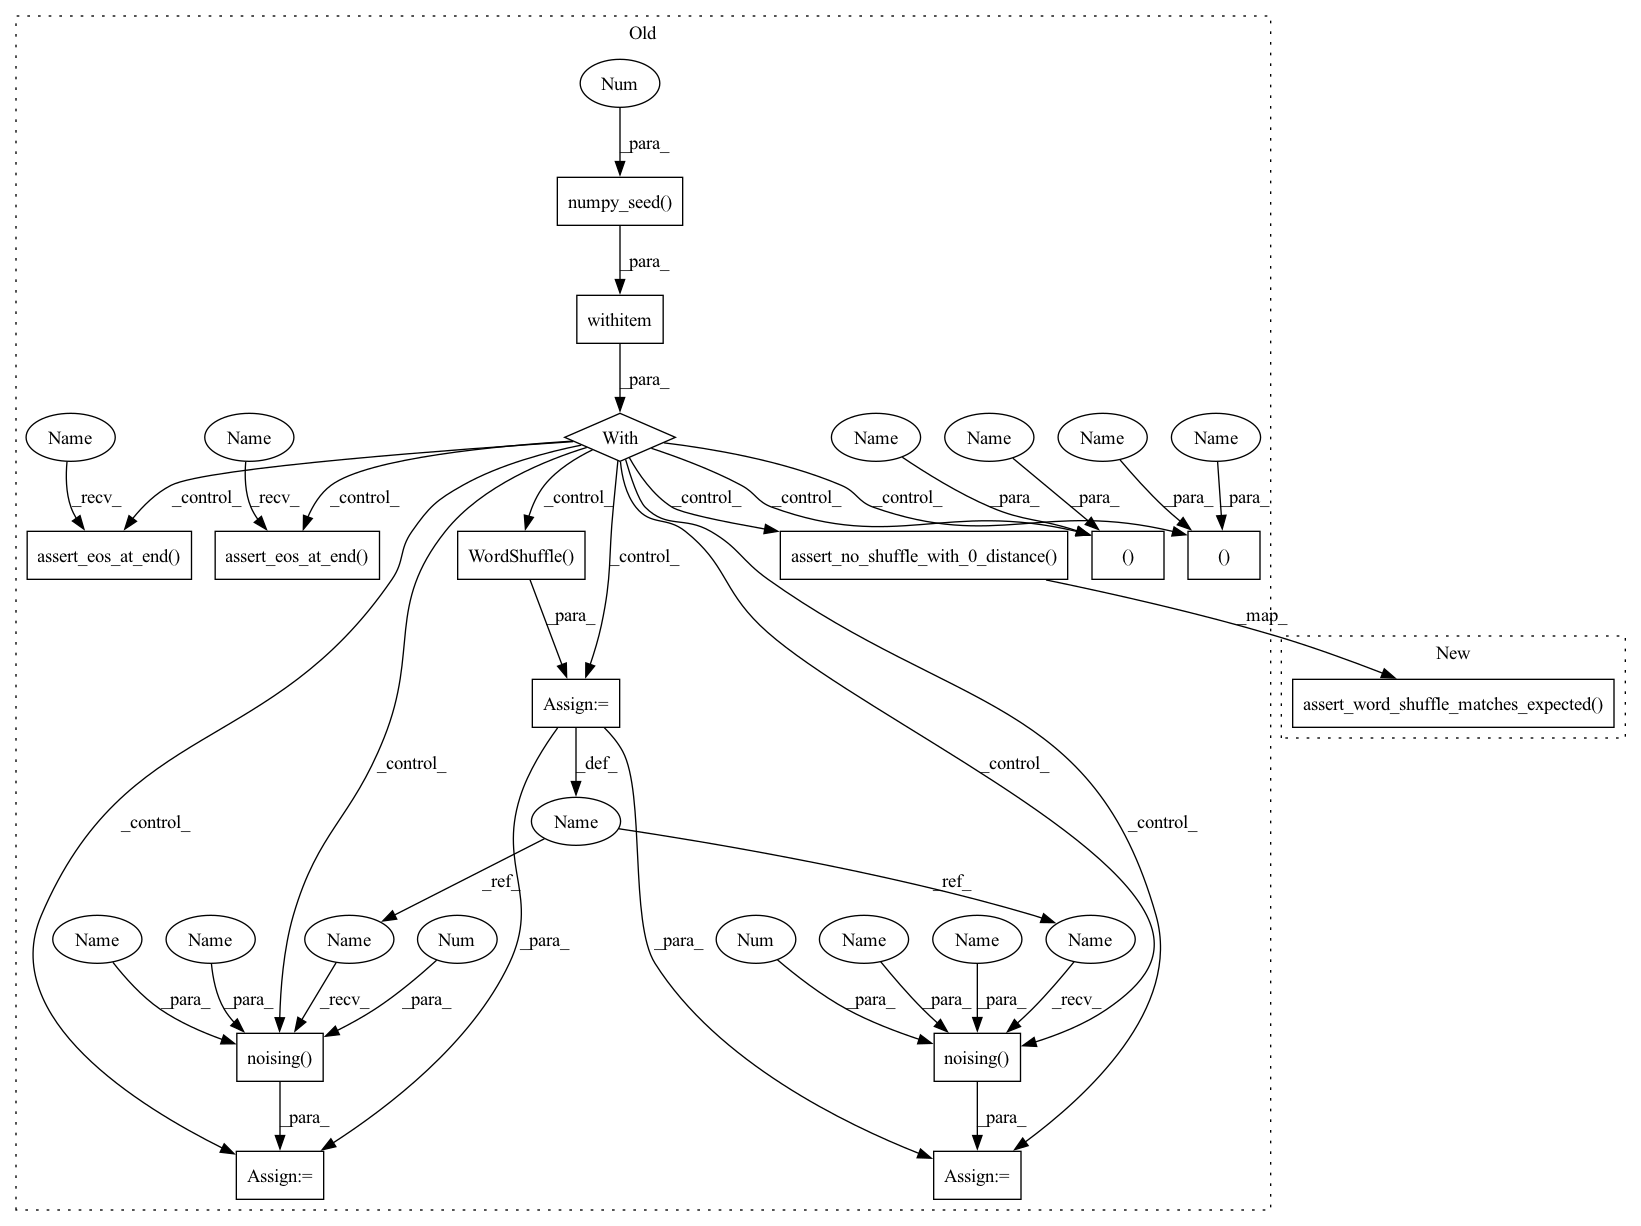 Old
Num
_para_
numpy_seed()
_para_
withitem
_para_
Name
Name
With
Name
Name
Name
Name
_recv_
_control_
_recv_
_control_
_control_
_control_
_control_
_control_
_para_
_para_
_para_
_para_
assert_eos_at_end()
assert_eos_at_end()
WordShuffle()
_control_
assert_no_shuffle_with_0_distance()
()
()
_para_
_map_
New
Assign:=
assert_word_shuffle_matches_expected()
_control_
_def_
_control_
_control_
Name
_control_
_ref_
_ref_
Name
Name
Name
Num
_para_
_para_
Num
Name
Name
Name
_para_
_para_
_recv_
_para_
_para_
_para_
_para_
_recv_
noising()
noising()
_para_
_para_
Assign:=
Assign:=